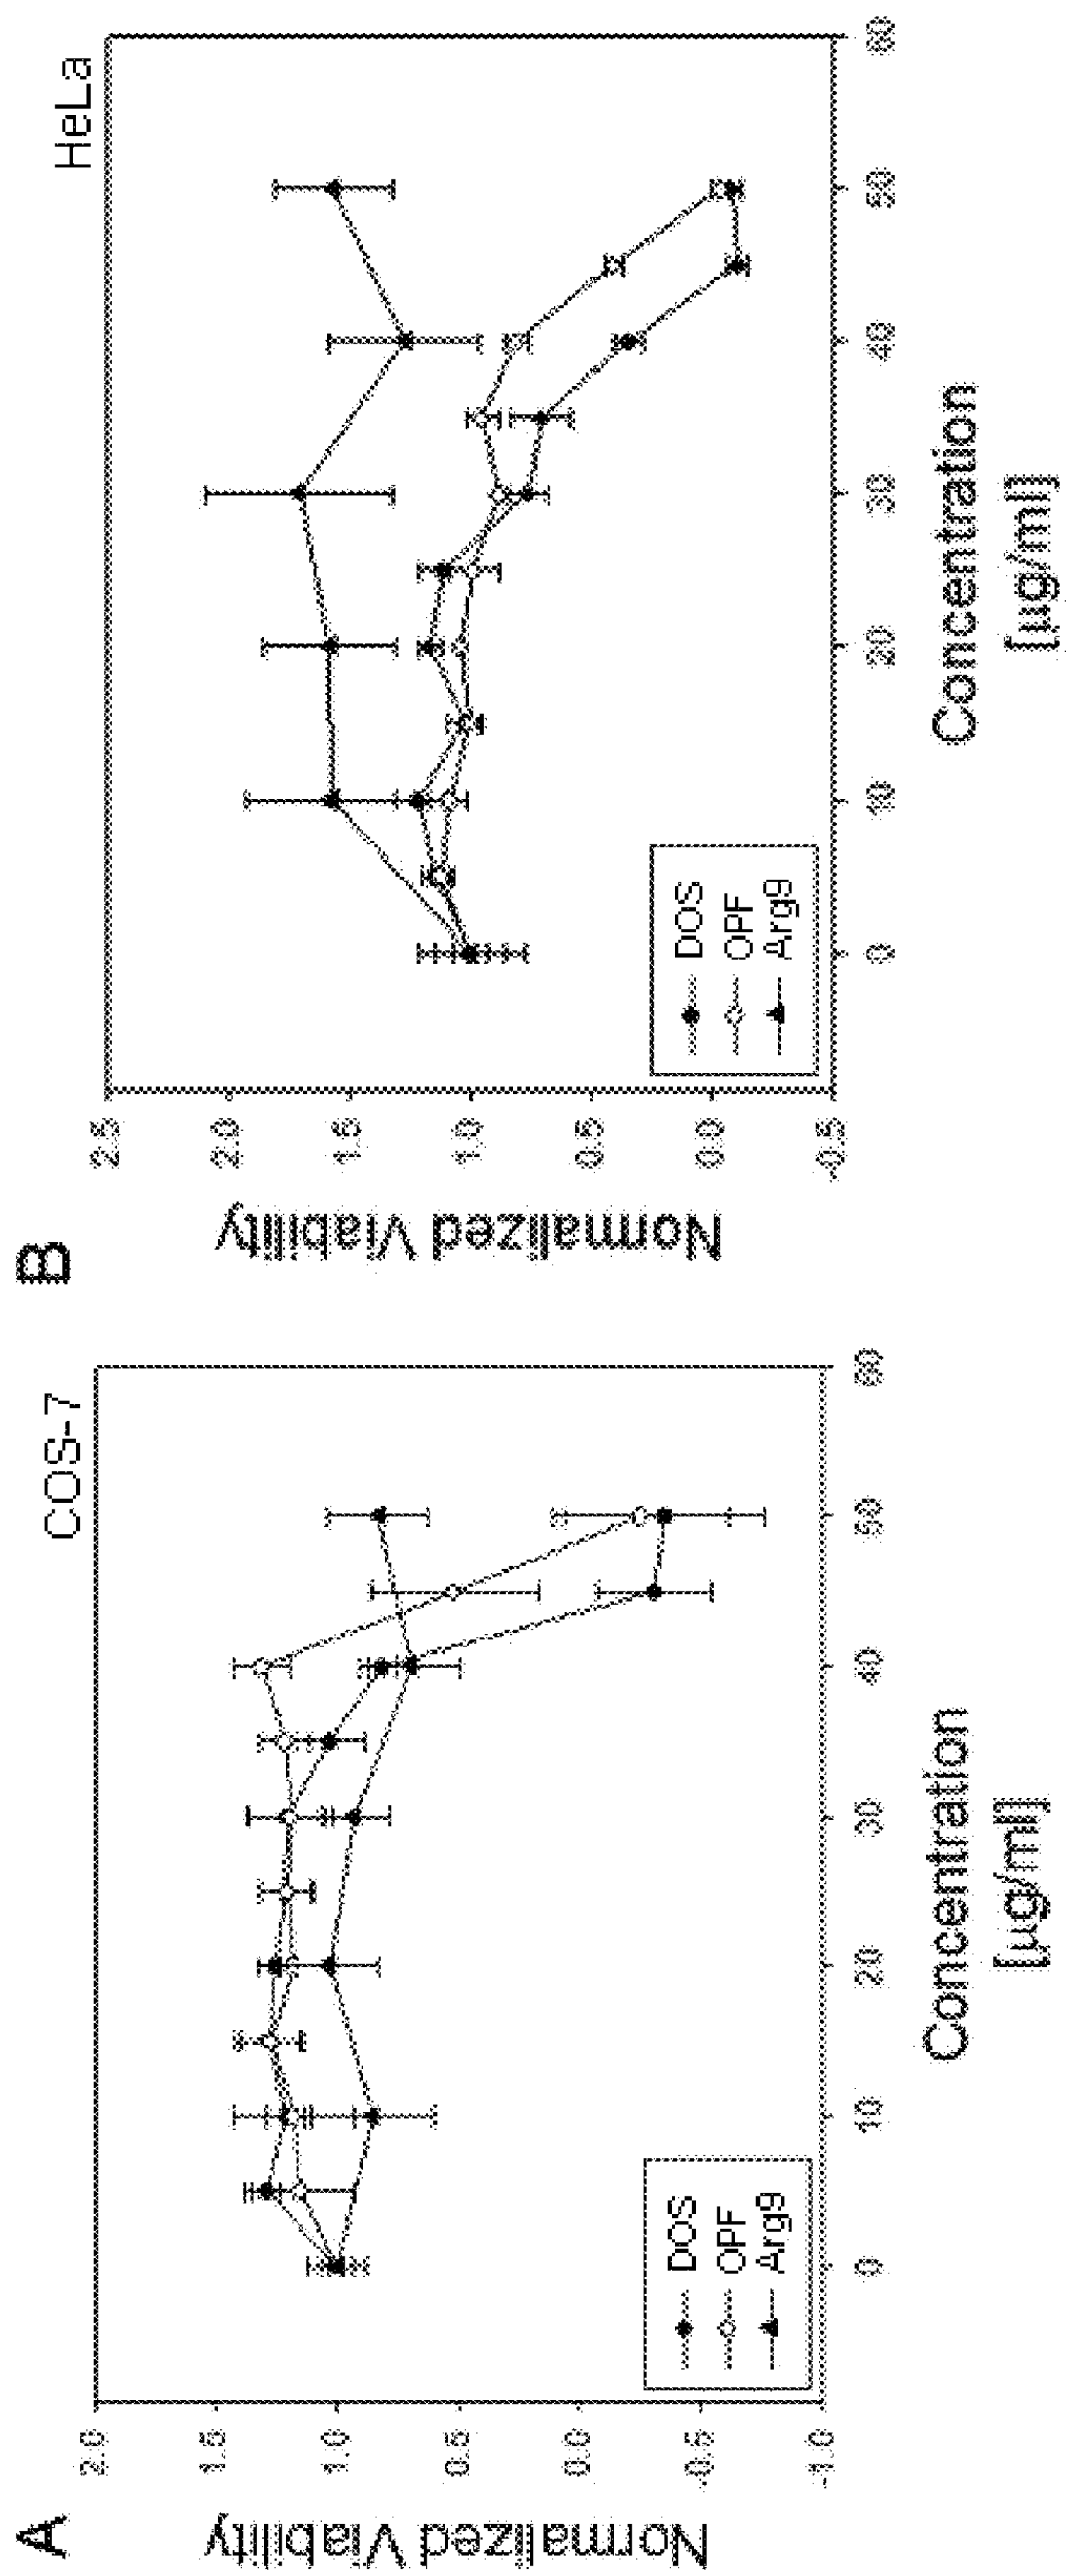 A
COS-7
Normalized Viability
2.0
1.5
1.0
0.5
0.0
-0.5
-1.0
DOS
OPF
Arg9
0
10
20
30
40
50
60
Concentration
[µg/ml]
B
HeLa
Normalized Viability
2.5
2.0
1.5
1.0
0.5
0.0
-0.5
DOS
OPF
Arg9
0
10
20
30
40
50
60
Concentration
[µg/ml]